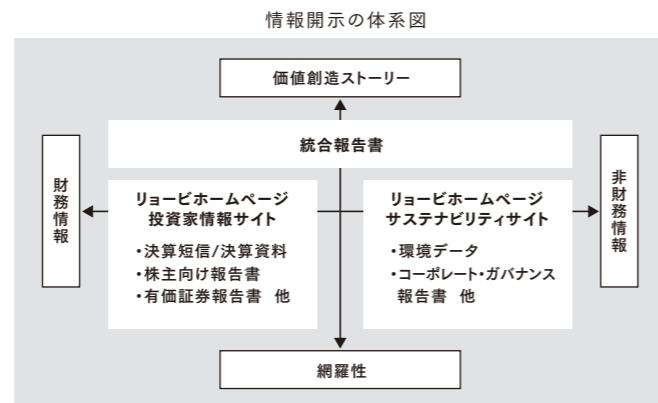 情報開示の体系図
価値創造ストーリー
統合報告書
財務情報
リョービホームページ
投資家情報サイト
・決算短信/決算資料
・株主向け報告書
・有価証券報告書 他
リョービホームページ
サステナビリティサイト
・環境データ
・コーポレート・ガバナンス
報告書 他
非財務情報
網羅性